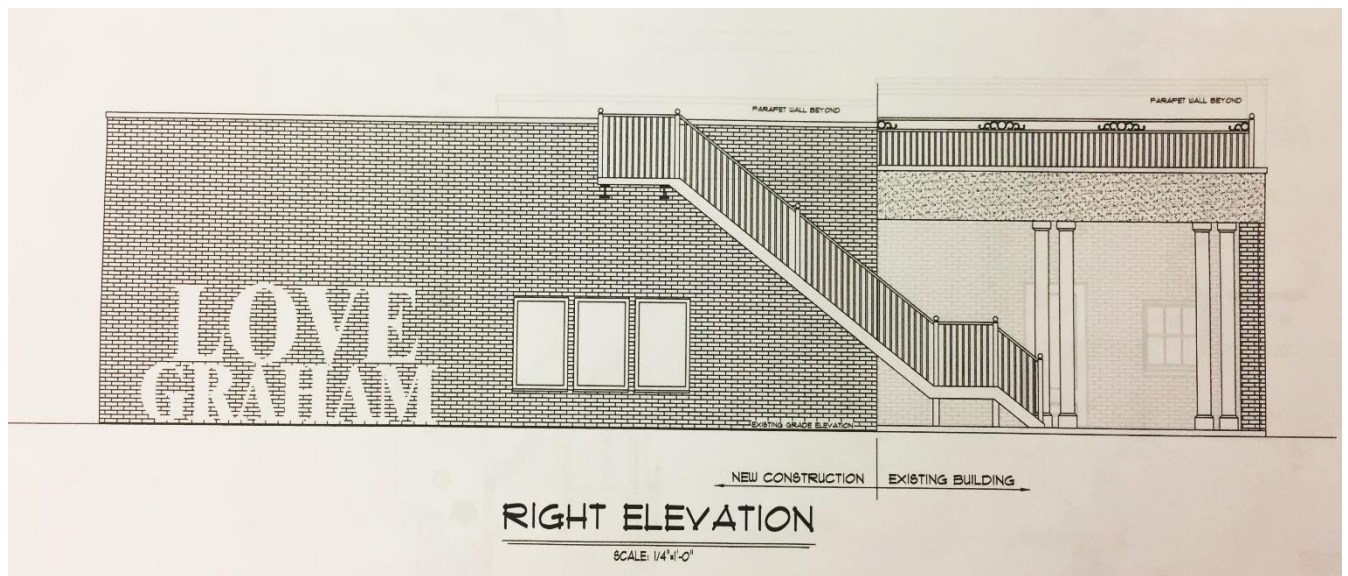 PARAPET WALL BEYOND
PARAPET WALL BEYOND
LOVE
GRAHAM
EXISTING GRADE ELEVATION
NEW CONSTRUCTION
EXISTING BUILDING
RIGHT ELEVATION
SCALE: 1/4"=1'-0"